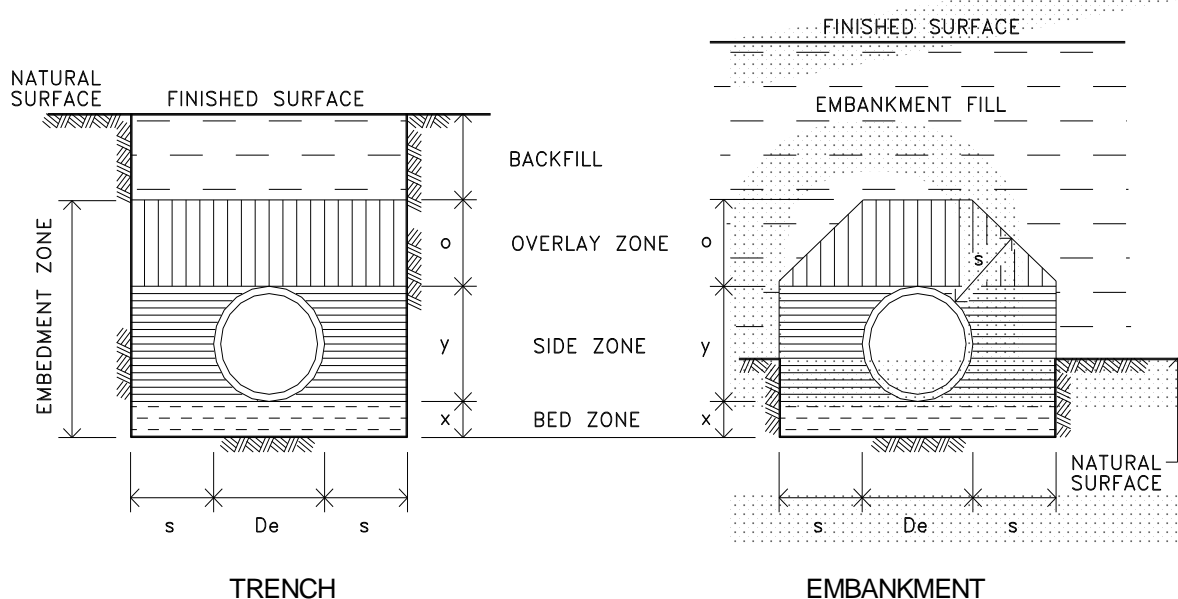 FINISHED SURFACE
NATURAL
SURFACE
FINISHED SURFACE
EMBANKMENT FILL
BACKFILL
EMBEDMENT ZONE
o
OVERLAY ZONE
o
s
y
SIDE ZONE
y
x
BED ZONE
x
NATURAL
SURFACE
s
De
s
s
De
s
TRENCH
EMBANKMENT